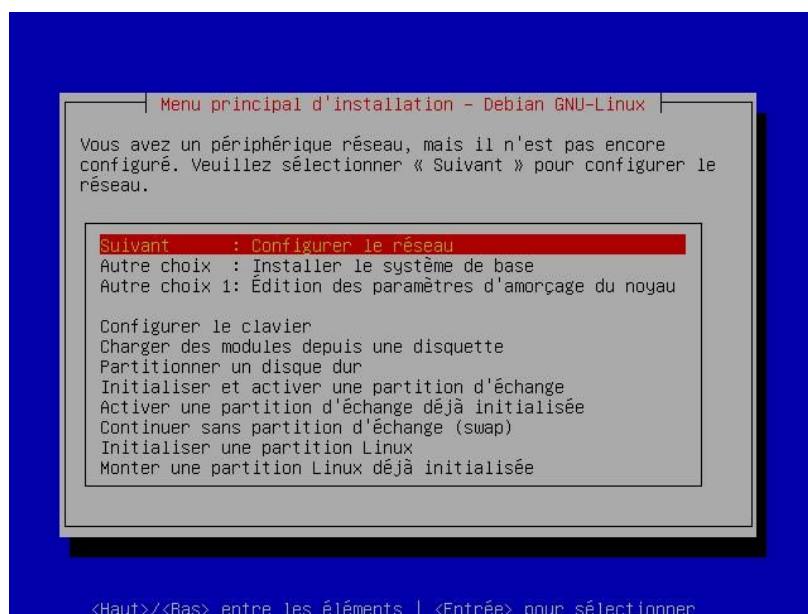 Menu principal d'installation - Debian GNU-Linux
Vous avez un périphérique réseau, mais il n'est pas encore
configuré. Veuillez sélectionner « Suivant » pour configurer le
réseau.
Suivant : Configurer le réseau
Autre choix : Installer le système de base
Autre choix 1: Édition des paramètres d'amorçage du noyau
Configurer le clavier
Charger des modules depuis une disquette
Partitionner un disque dur
Initialiser et activer une partition d'échange
Activer une partition d'échange déjà initialisée
Continuer sans partition d'échange (swap)
Initialiser une partition Linux
Monter une partition Linux déjà initialisée
<Haut>/<Bas> entre les éléments | <Entrée> pour sélectionner